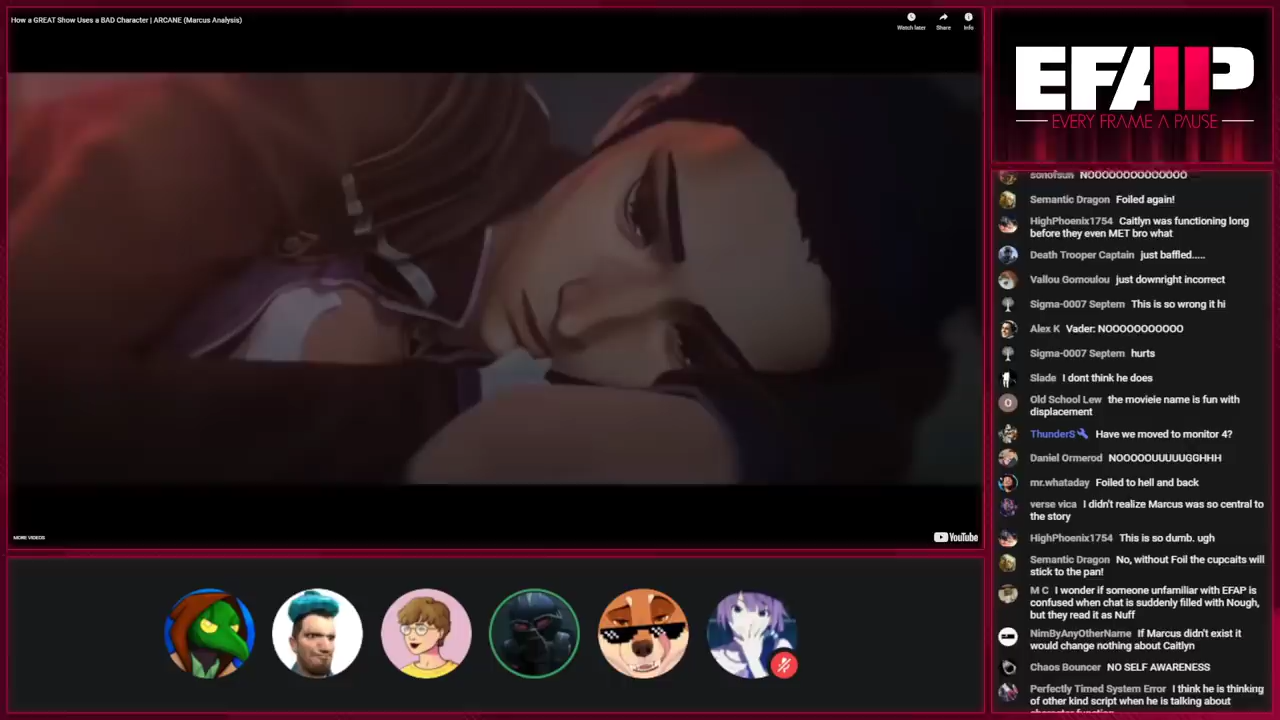 How a GREAT Show Uses a BAD Character | ARCANE (Marcus Analysis)
Watch later
Share
Info
MORE VIDEOS
YouTube
EFAP
EVERY FRAME A PAUSE
sonofsun NOOOOOOOOOOOOOO
Semantic Dragon Foiled again!
HighPhoenix1754 Caitlyn was functioning long
before they even MET bro what
Death Trooper Captain just baffled.....
Vallou Gomoulou just downright incorrect
Sigma-0007 Septem This is so wrong it hi
Alex K Vader: NOOOOOOOOOOO
Sigma-0007 Septem hurts
Slade I dont think he does
Old School Lew the movieie name is fun with
displacement
ThunderS Have we moved to monitor 4?
Daniel Ormerod NOOOOOUUUUUGGHHH
mr.whataday Foiled to hell and back
verse vica I didn't realize Marcus was so central to
the story
HighPhoenix1754 This is so dumb. ugh
Semantic Dragon No, without Foil the cupcaits will
stick to the pan!
M C I wonder if someone unfamiliar with EFAP is
confused when chat is suddenly filled with Nough,
but they read it as Nuff
NimByAnyOtherName If Marcus didn't exist it
would change nothing about Caitlyn
Chaos Bouncer NO SELF AWARENESS
Perfectly Timed System Error I think he is thinking
of other kind script when he is talking about
character function